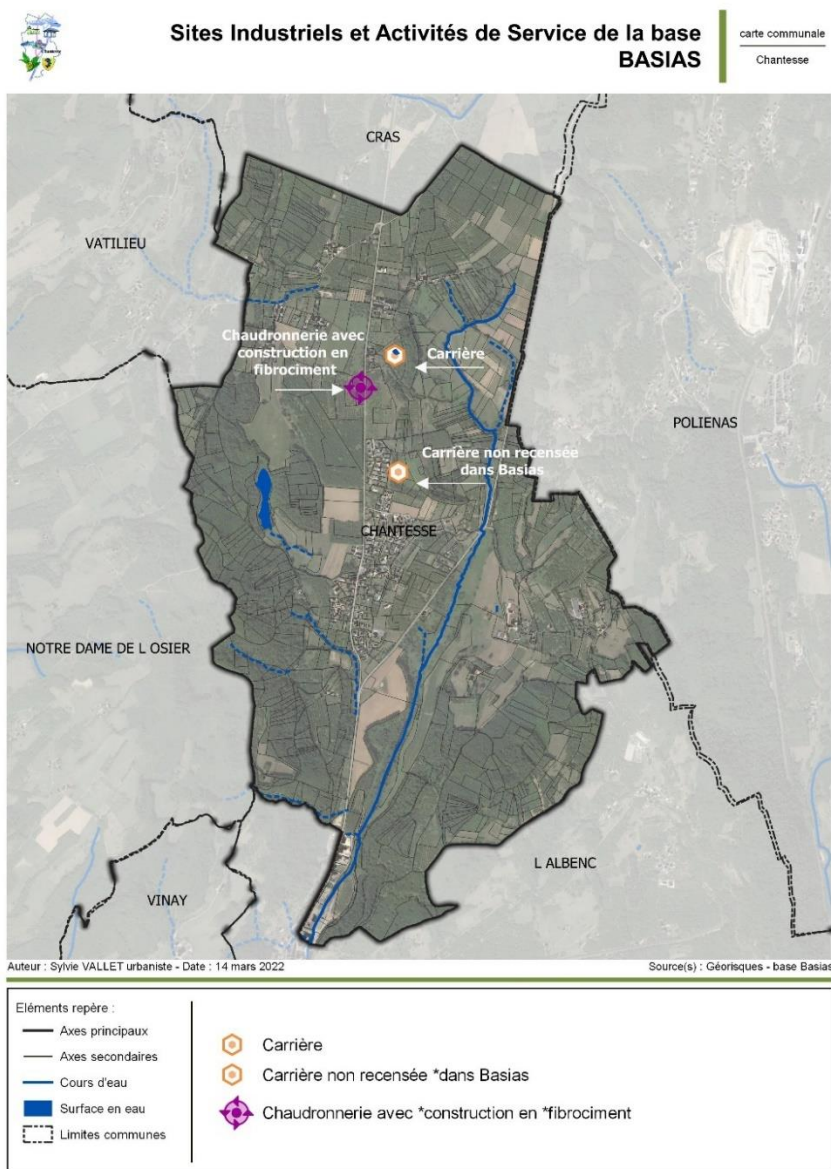 Sites Industriels et Activités de Service de la base
BASIAS
carte communale
Chantesse
CRAS
VATILIEU
Chaudronnerie avec
construction en
fibrociment
Carrière
POLIENAS
Carrière non recensée
dans Basias
CHANTESSE
NOTRE DAME DE L OSIER
L ALBENC
VINAY
Auteur : Sylvie VALLET urbaniste - Date : 14 mars 2022
Source(s) : Géorisques - base Basias
Eléments repère :
Axes principaux
Axes secondaires
Cours d'eau
Surface en eau
Limites communes
Carrière
Carrière non recensée *dans Basias
Chaudronnerie avec *construction en *fibrociment